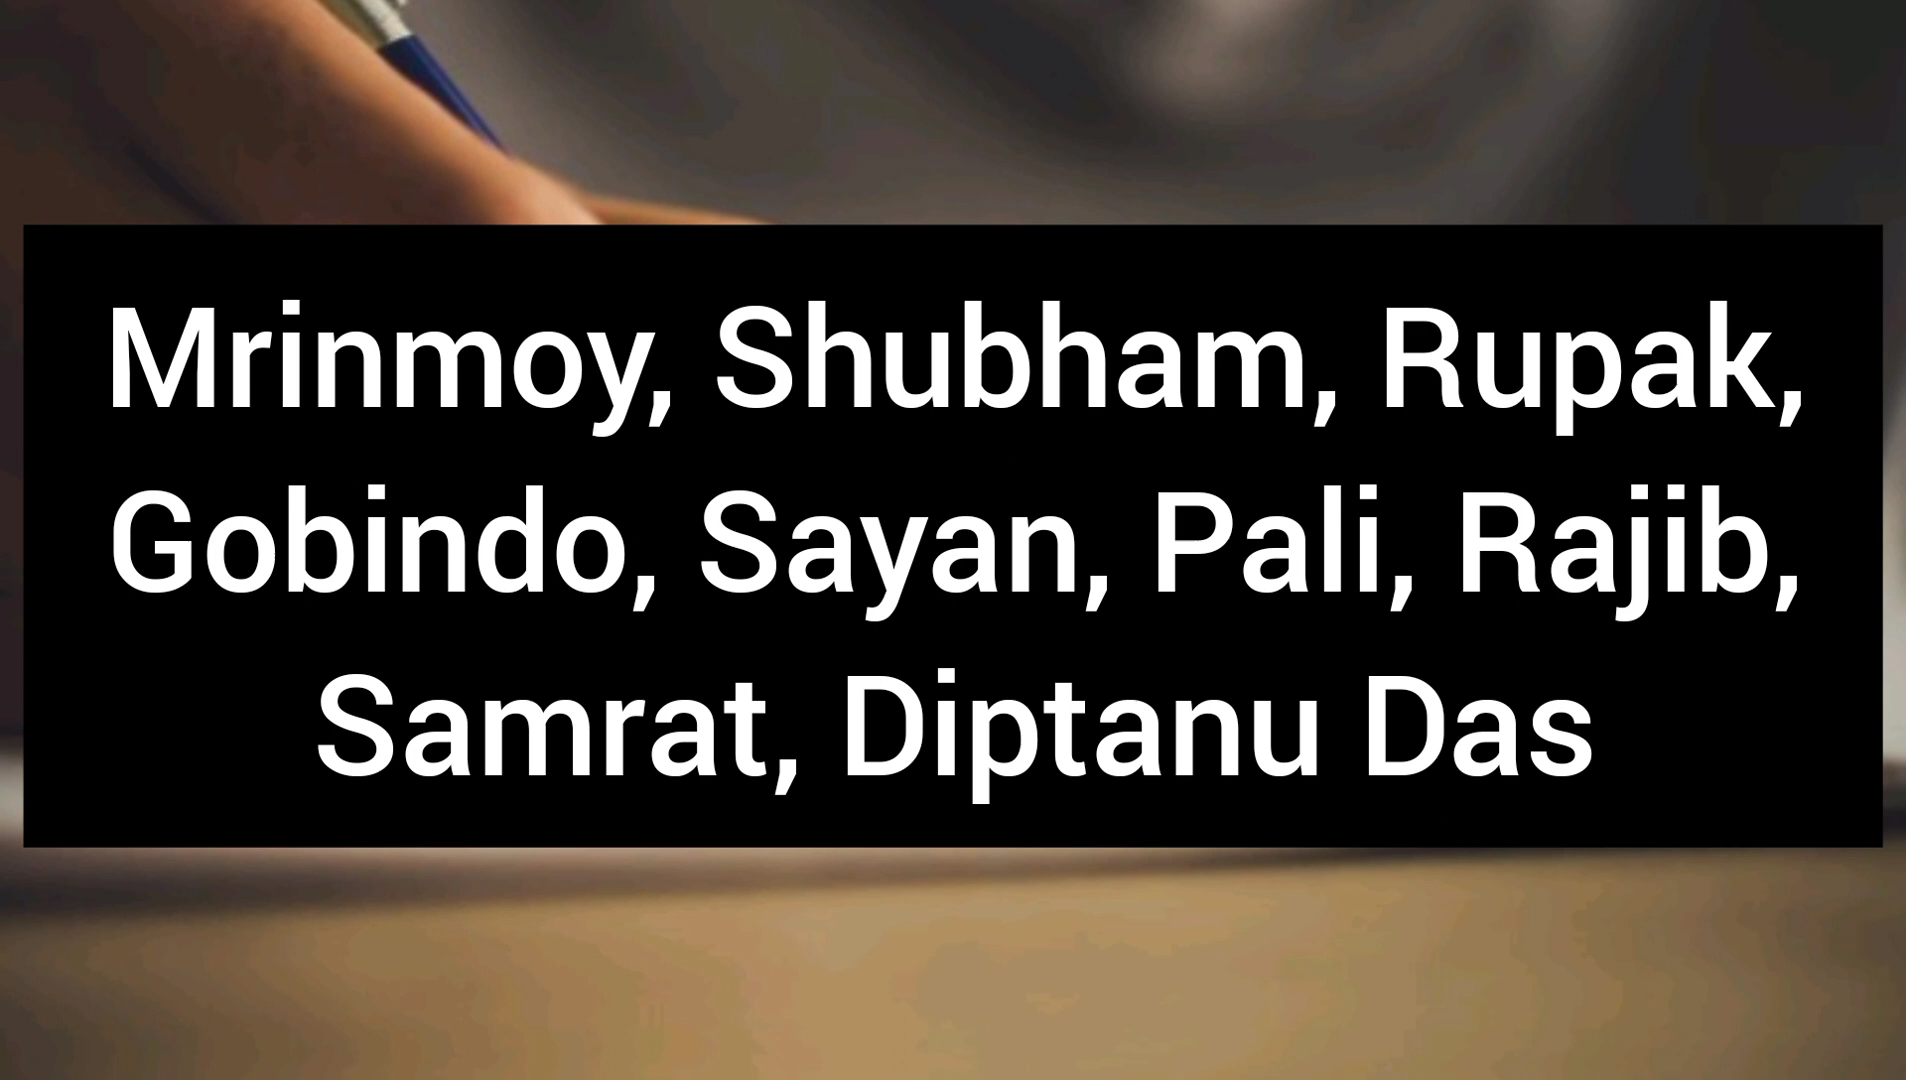 Mrinmoy, Shubham, Rupak,
Gobindo, Sayan, Pali, Rajib,
Samrat, Diptanu Das